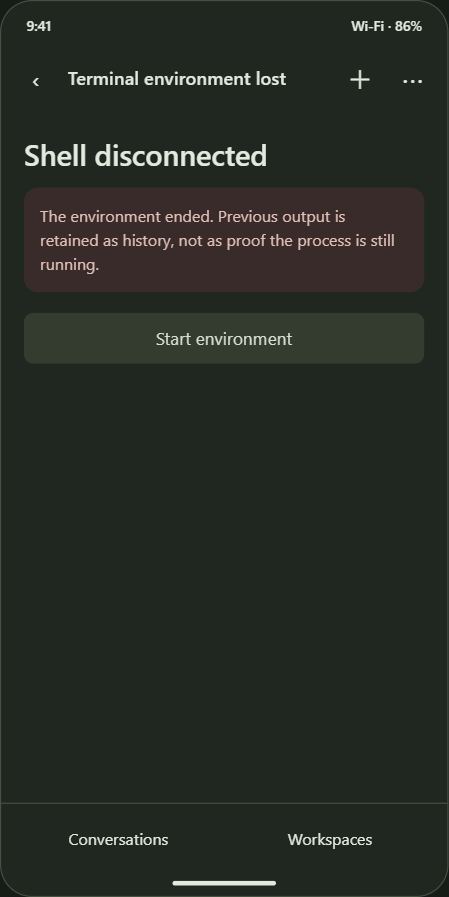 9:41
Wi-Fi · 86%
‹ Terminal environment lost + ...
Shell disconnected
The environment ended. Previous output is
retained as history, not as proof the process is still
running.
Start environment
Conversations
Workspaces